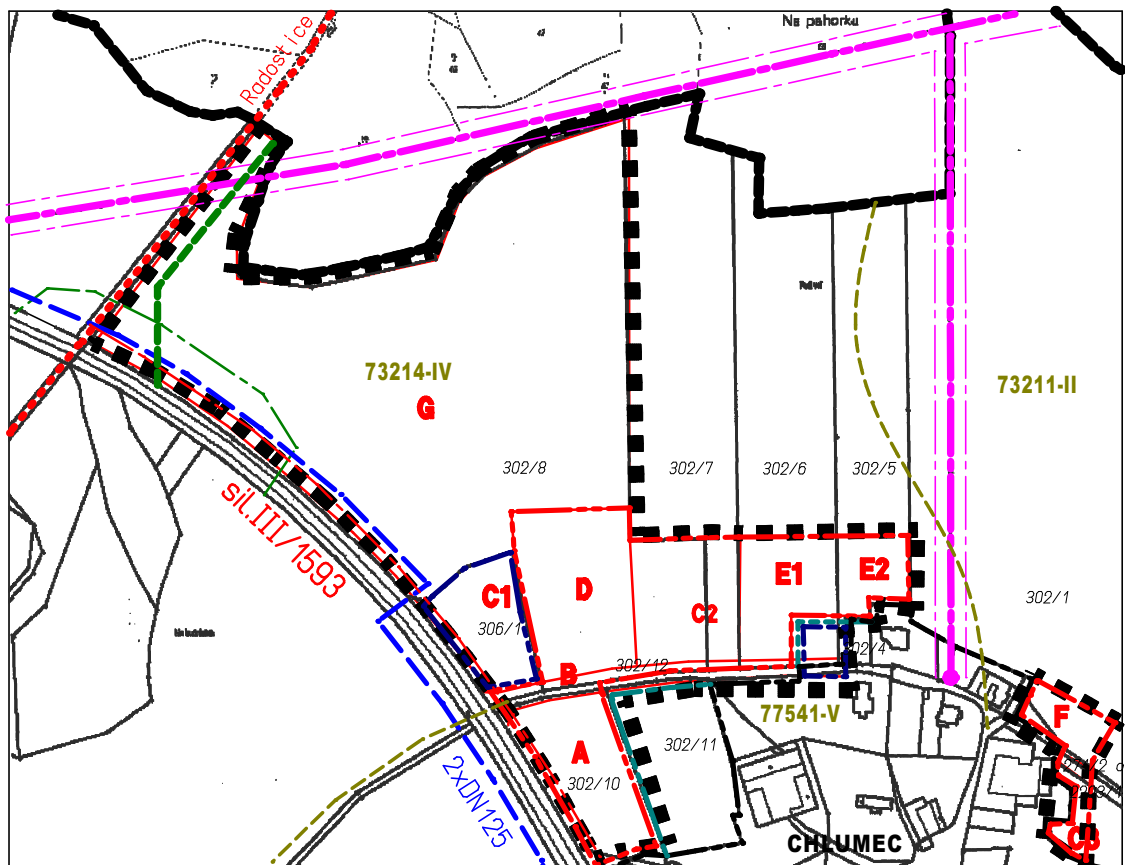 Na pahorku
Radostice
73214-IV
G
73211-II
302/8
302/7
302/6
302/5
sil.III/1593
D
E1
E2
C1
C2
306/1
302/1
302/4
B
302/12
77541-V
F
A
302/11
302/10
2xDN125
CHLUMEC
C3